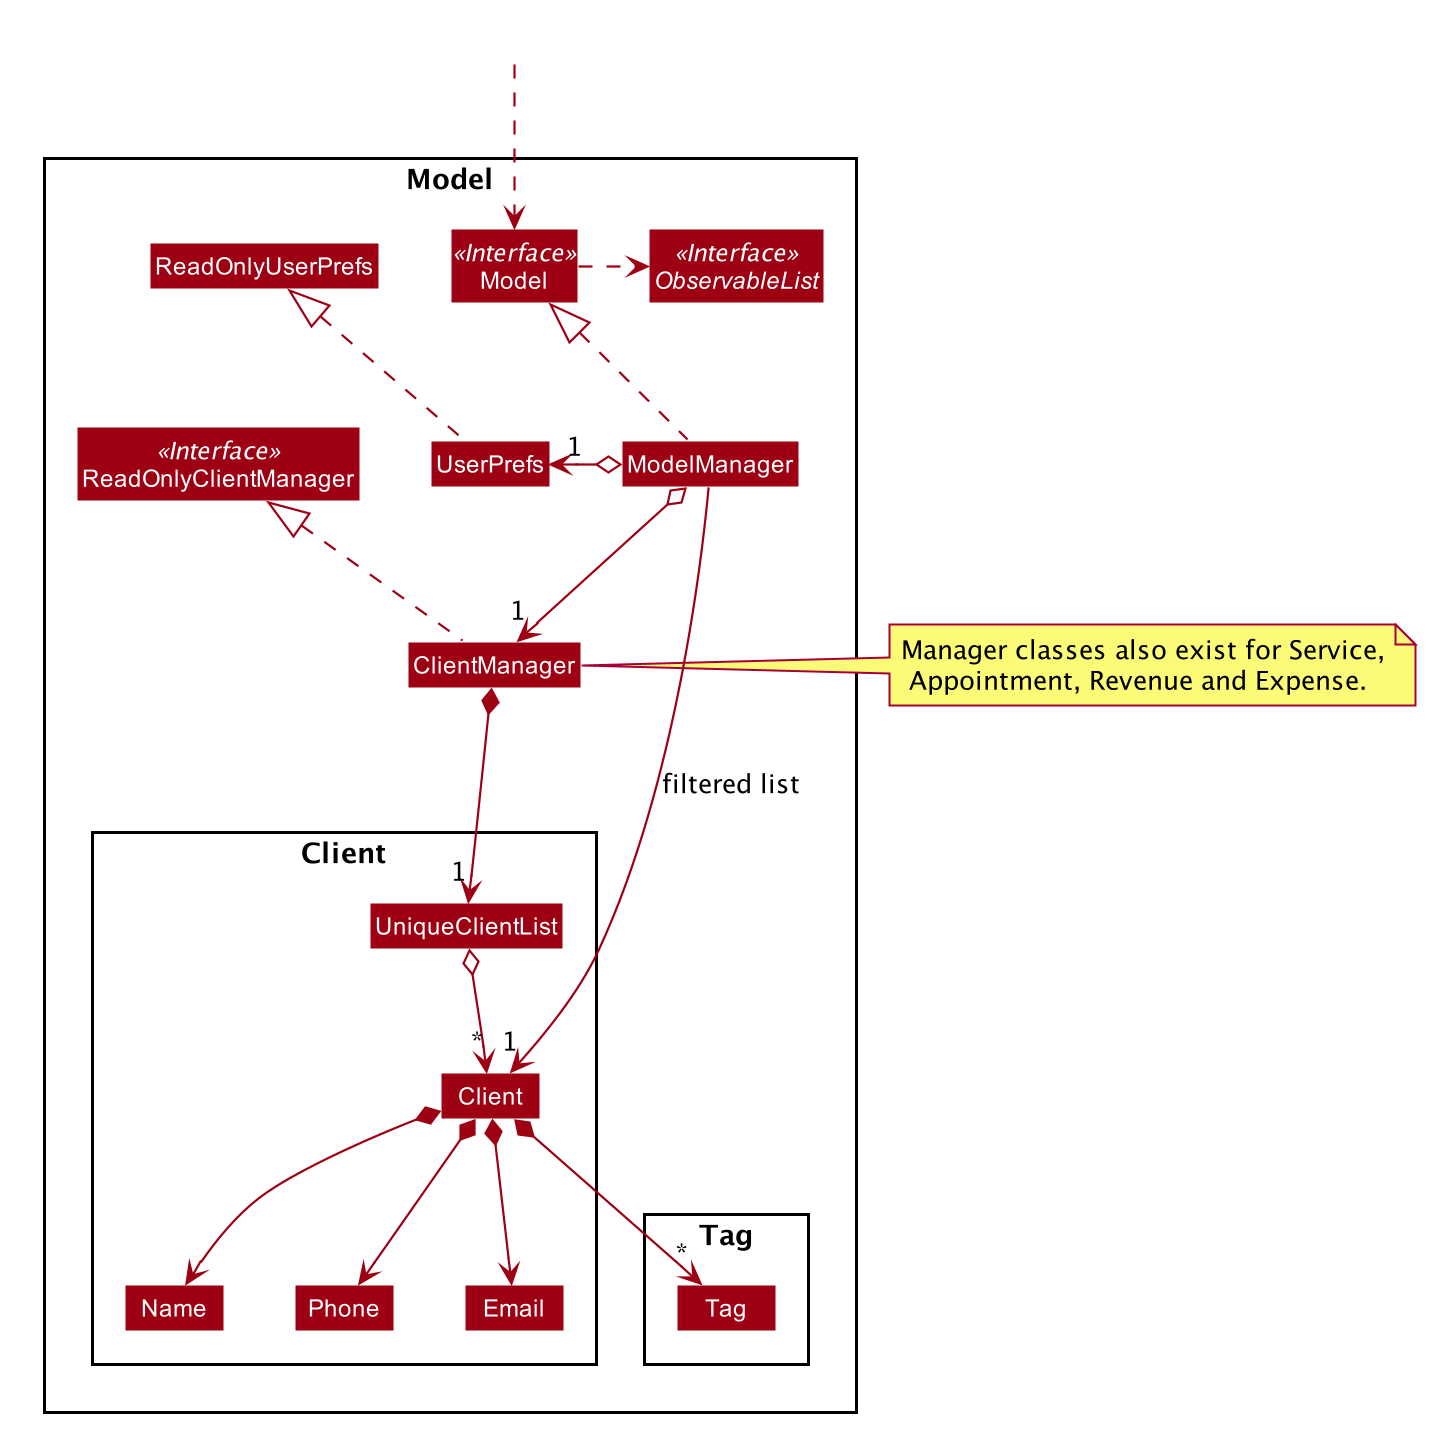 Model
ReadOnlyUserPrefs
«Interface»
Model
«Interface»
ObservableList
«Interface»
ReadOnlyClientManager
UserPrefs
1
ModelManager
1
ClientManager
Manager classes also exist for Service,
Appointment, Revenue and Expense.
filtered list
Client
1
UniqueClientList
*
1
Client
Tag
*
Name
Phone
Email
Tag